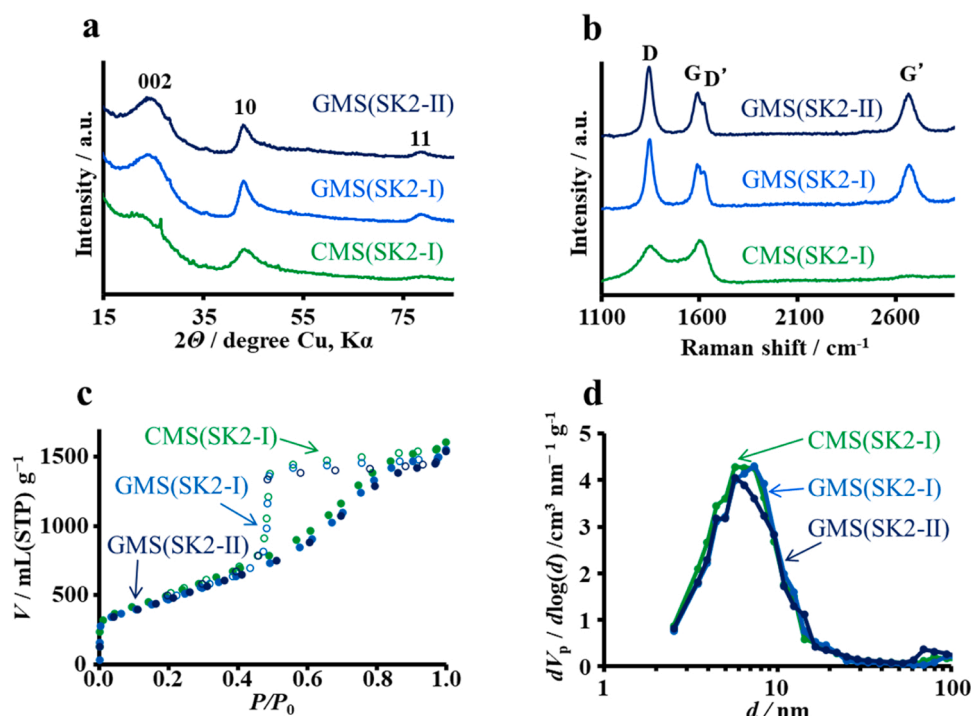 a
002
10
11
GMS(SK2-II)
GMS(SK2-I)
CMS(SK2-I)
Intensity / a.u.
15
35
55
75
2Θ / degree Cu, Kα
b
D
G
D’
G’
GMS(SK2-II)
GMS(SK2-I)
CMS(SK2-I)
Intensity / a.u.
1100
1600
2100
2600
Raman shift / cm⁻¹
c
CMS(SK2-I)
GMS(SK2-I)
GMS(SK2-II)
V / mL(STP) g⁻¹
1500
1000
500
0
0.0
0.2
0.4
0.6
0.8
1.0
P/P₀
d
CMS(SK2-I)
GMS(SK2-I)
GMS(SK2-II)
dVₚ / dlog(d) /cm³ nm⁻¹ g⁻¹
5
4
3
2
1
0
1
10
100
d / nm